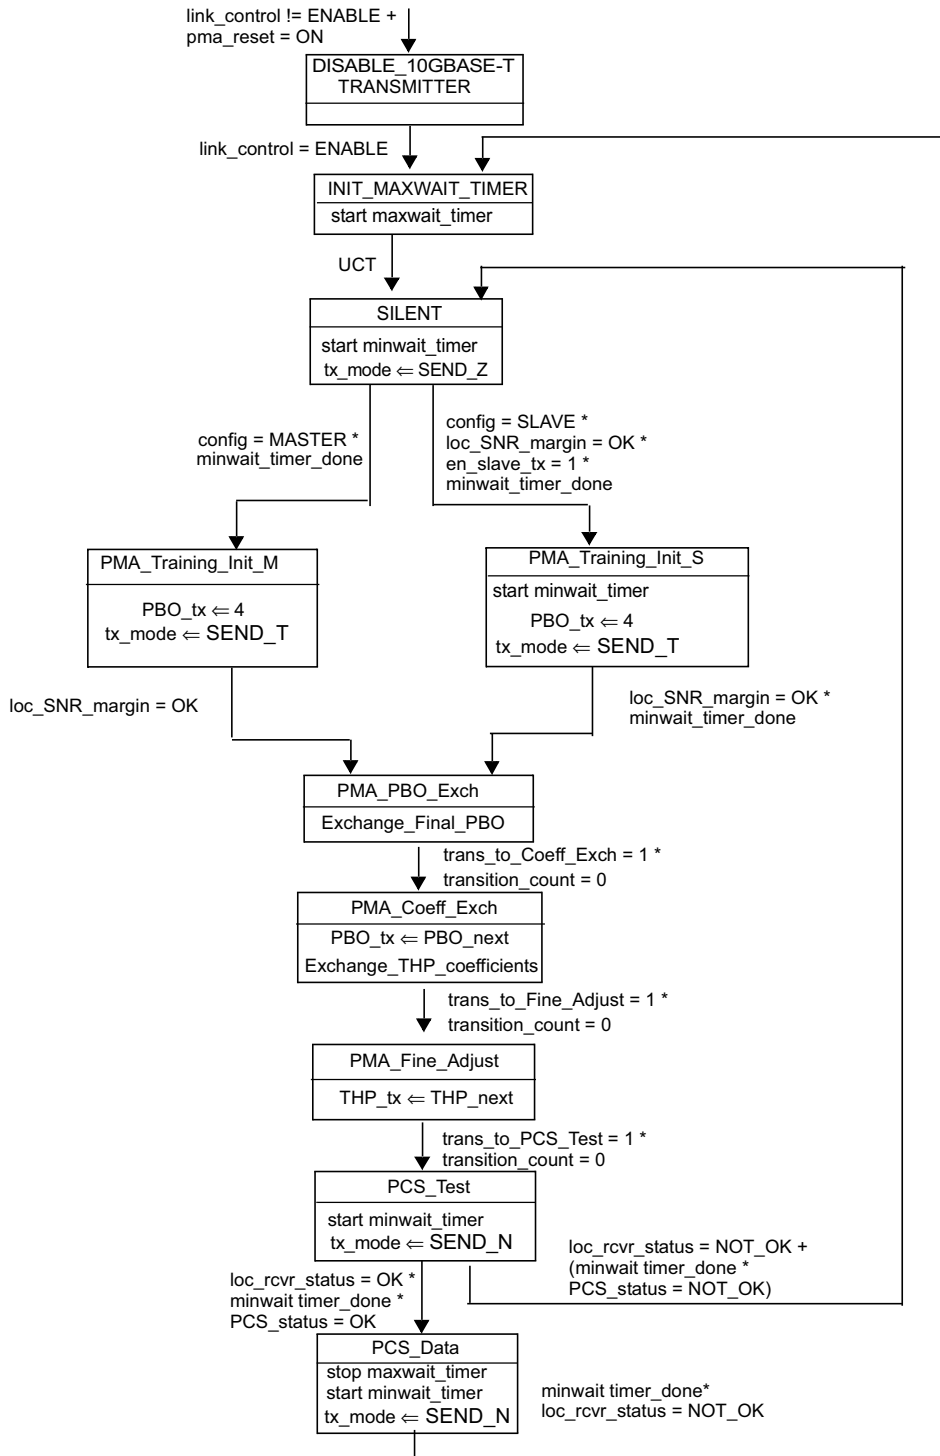 link_control != ENABLE +
pma_reset = ON
DISABLE_10GBASE-T
TRANSMITTER
link_control = ENABLE
INIT_MAXWAIT_TIMER
start maxwait_timer
UCT
SILENT
start minwait_timer
tx_mode ⇐ SEND_Z
config = MASTER *
minwait_timer_done
config = SLAVE *
loc_SNR_margin = OK *
en_slave_tx = 1 *
minwait_timer_done
PMA_Training_Init_M
PBO_tx ⇐ 4
tx_mode ⇐ SEND_T
PMA_Training_Init_S
start minwait_timer
PBO_tx ⇐ 4
tx_mode ⇐ SEND_T
loc_SNR_margin = OK
loc_SNR_margin = OK *
minwait_timer_done
PMA_PBO_Exch
Exchange_Final_PBO
trans_to_Coeff_Exch = 1 *
transition_count = 0
PMA_Coeff_Exch
PBO_tx ⇐ PBO_next
Exchange_THP_coefficients
trans_to_Fine_Adjust = 1 *
transition_count = 0
PMA_Fine_Adjust
THP_tx ⇐ THP_next
trans_to_PCS_Test = 1 *
transition_count = 0
PCS_Test
start minwait_timer
tx_mode ⇐ SEND_N
loc_rcvr_status = NOT_OK +
(minwait timer_done *
PCS_status = NOT_OK)
loc_rcvr_status = OK *
minwait timer_done *
PCS_status = OK
PCS_Data
stop maxwait_timer
start minwait_timer
tx_mode ⇐ SEND_N
minwait timer_done*
loc_rcvr_status = NOT_OK